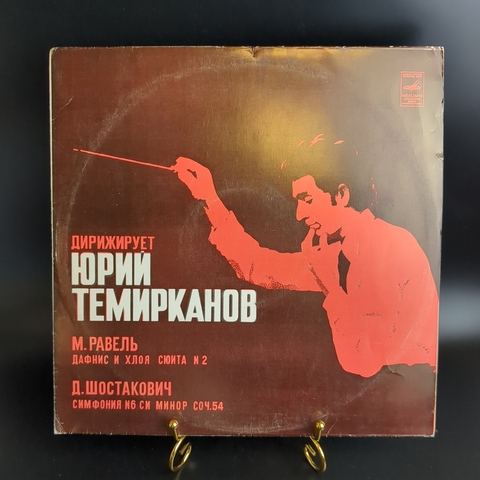 ДИРИЖИРУЕТ
ЮРИЙ
ТЕМИРКАНОВ
М. РАВЕЛЬ
ДАФНИС И ХЛОЯ СЮИТА N 2
Д. ШОСТАКОВИЧ
СИМФОНИЯ N6 СИ МИНОР СОЧ. 54